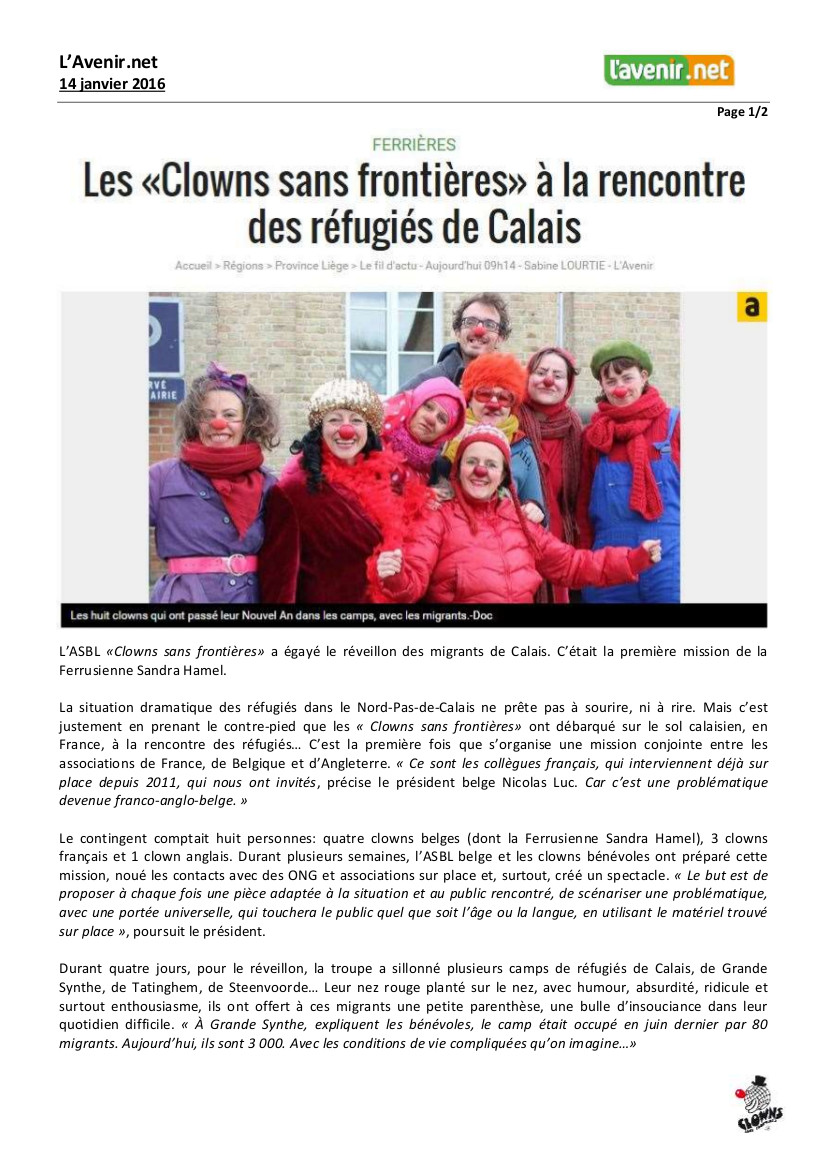 L’Avenir.net
14 janvier 2016
l'avenir.net
Page 1/2
FERRIÈRES
Les «Clowns sans frontières» à la rencontre
des réfugiés de Calais
Accueil > Régions > Province Liège > Le fil d'actu - Aujourd'hui 09h14 - Sabine LOURTIE - L'Avenir
a
RVÉ
AIRIE
Les huit clowns qui ont passé leur Nouvel An dans les camps, avec les migrants.-Doc
L’ASBL «Clowns sans frontières» a égayé le réveillon des migrants de Calais. C’était la première mission de la
Ferrusienne Sandra Hamel.
La situation dramatique des réfugiés dans le Nord-Pas-de-Calais ne prête pas à sourire, ni à rire. Mais c’est
justement en prenant le contre-pied que les « Clowns sans frontières» ont débarqué sur le sol calaisien, en
France, à la rencontre des réfugiés… C’est la première fois que s’organise une mission conjointe entre les
associations de France, de Belgique et d’Angleterre. « Ce sont les collègues français, qui interviennent déjà sur
place depuis 2011, qui nous ont invités, précise le président belge Nicolas Luc. Car c’est une problématique
devenue franco-anglo-belge. »
Le contingent comptait huit personnes: quatre clowns belges (dont la Ferrusienne Sandra Hamel), 3 clowns
français et 1 clown anglais. Durant plusieurs semaines, l’ASBL belge et les clowns bénévoles ont préparé cette
mission, noué les contacts avec des ONG et associations sur place et, surtout, créé un spectacle. « Le but est de
proposer à chaque fois une pièce adaptée à la situation et au public rencontré, de scénariser une problématique,
avec une portée universelle, qui touchera le public quel que soit l’âge ou la langue, en utilisant le matériel trouvé
sur place », poursuit le président.
Durant quatre jours, pour le réveillon, la troupe a sillonné plusieurs camps de réfugiés de Calais, de Grande
Synthe, de Tatinghem, de Steenvoorde… Leur nez rouge planté sur le nez, avec humour, absurdité, ridicule et
surtout enthousiasme, ils ont offert à ces migrants une petite parenthèse, une bulle d’insouciance dans leur
quotidien difficile. « À Grande Synthe, expliquent les bénévoles, le camp était occupé en juin dernier par 80
migrants. Aujourd’hui, ils sont 3 000. Avec les conditions de vie compliquées qu’on imagine…»
CLOWNS